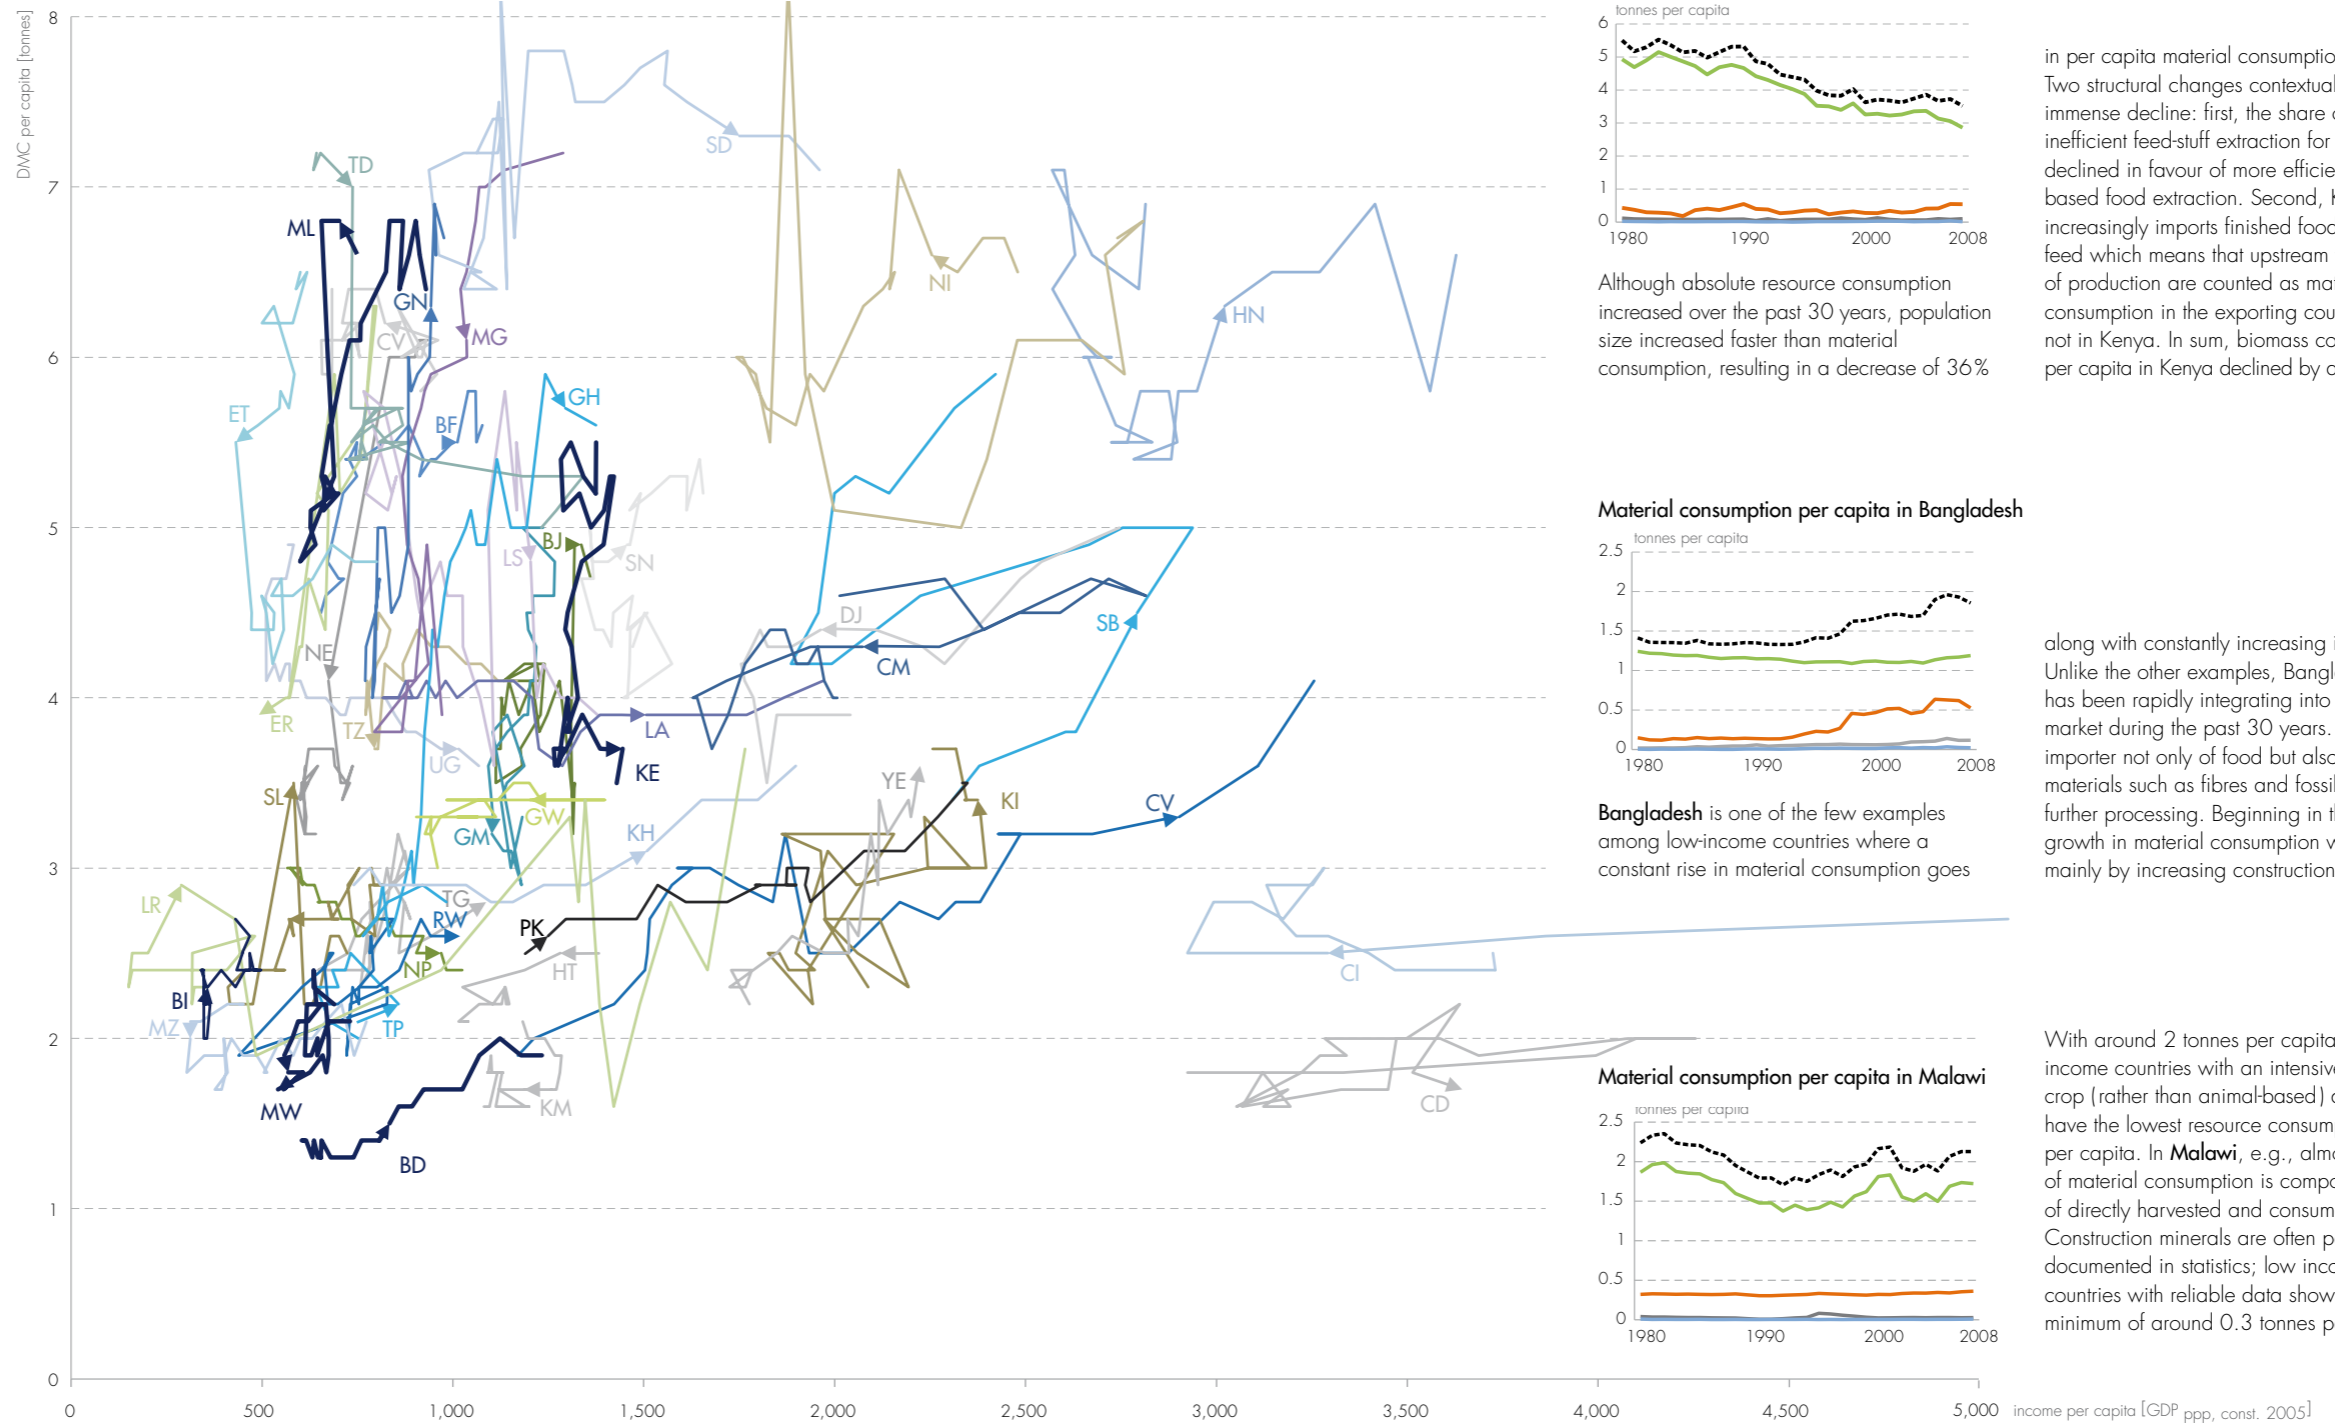 DMC per capita [tonnes]
8
7
6
5
4
3
2
1
0
0
500
1,000
1,500
2,000
2,500
3,000
3,500
4,000
4,500
5,000
income per capita [GDP ppp, const. 2005]
TD
SD
ML
GN
CV
MG
NI
HN
ET
BF
GH
BJ
LS
SN
NE
DJ
SB
CM
ER
TZ
UG
LA
KE
SL
GW
GM
KH
YE
KI
CV
LR
TG
RW
PK
NP
HT
CI
BI
MZ
TP
MW
KM
CD
BD
tonnes per capita
6
5
4
3
2
1
0
1980
1990
2000
2008
Although absolute resource consumption
increased over the past 30 years, population
size increased faster than material
consumption, resulting in a decrease of 36%
in per capita material consumptio
Two structural changes contextual
immense decline: first, the share o
inefficient feed-stuff extraction for
declined in favour of more efficie
based food extraction. Second, K
increasingly imports finished food
feed which means that upstream
of production are counted as mat
consumption in the exporting cou
not in Kenya. In sum, biomass co
per capita in Kenya declined by a
Material consumption per capita in Bangladesh
tonnes per capita
2.5
2
1.5
1
0.5
0
1980
1990
2000
2008
Bangladesh is one of the few examples
among low-income countries where a
constant rise in material consumption goes
along with constantly increasing i
Unlike the other examples, Bangla
has been rapidly integrating into
market during the past 30 years.
importer not only of food but also
materials such as fibres and fossil
further processing. Beginning in th
growth in material consumption w
mainly by increasing construction
Material consumption per capita in Malawi
tonnes per capita
2.5
2
1.5
1
0.5
0
1980
1990
2000
2008
With around 2 tonnes per capita
income countries with an intensive
crop (rather than animal-based) a
have the lowest resource consum
per capita. In Malawi, e.g., almo
of material consumption is compo
of directly harvested and consum
Construction minerals are often p
documented in statistics; low inco
countries with reliable data show
minimum of around 0.3 tonnes p